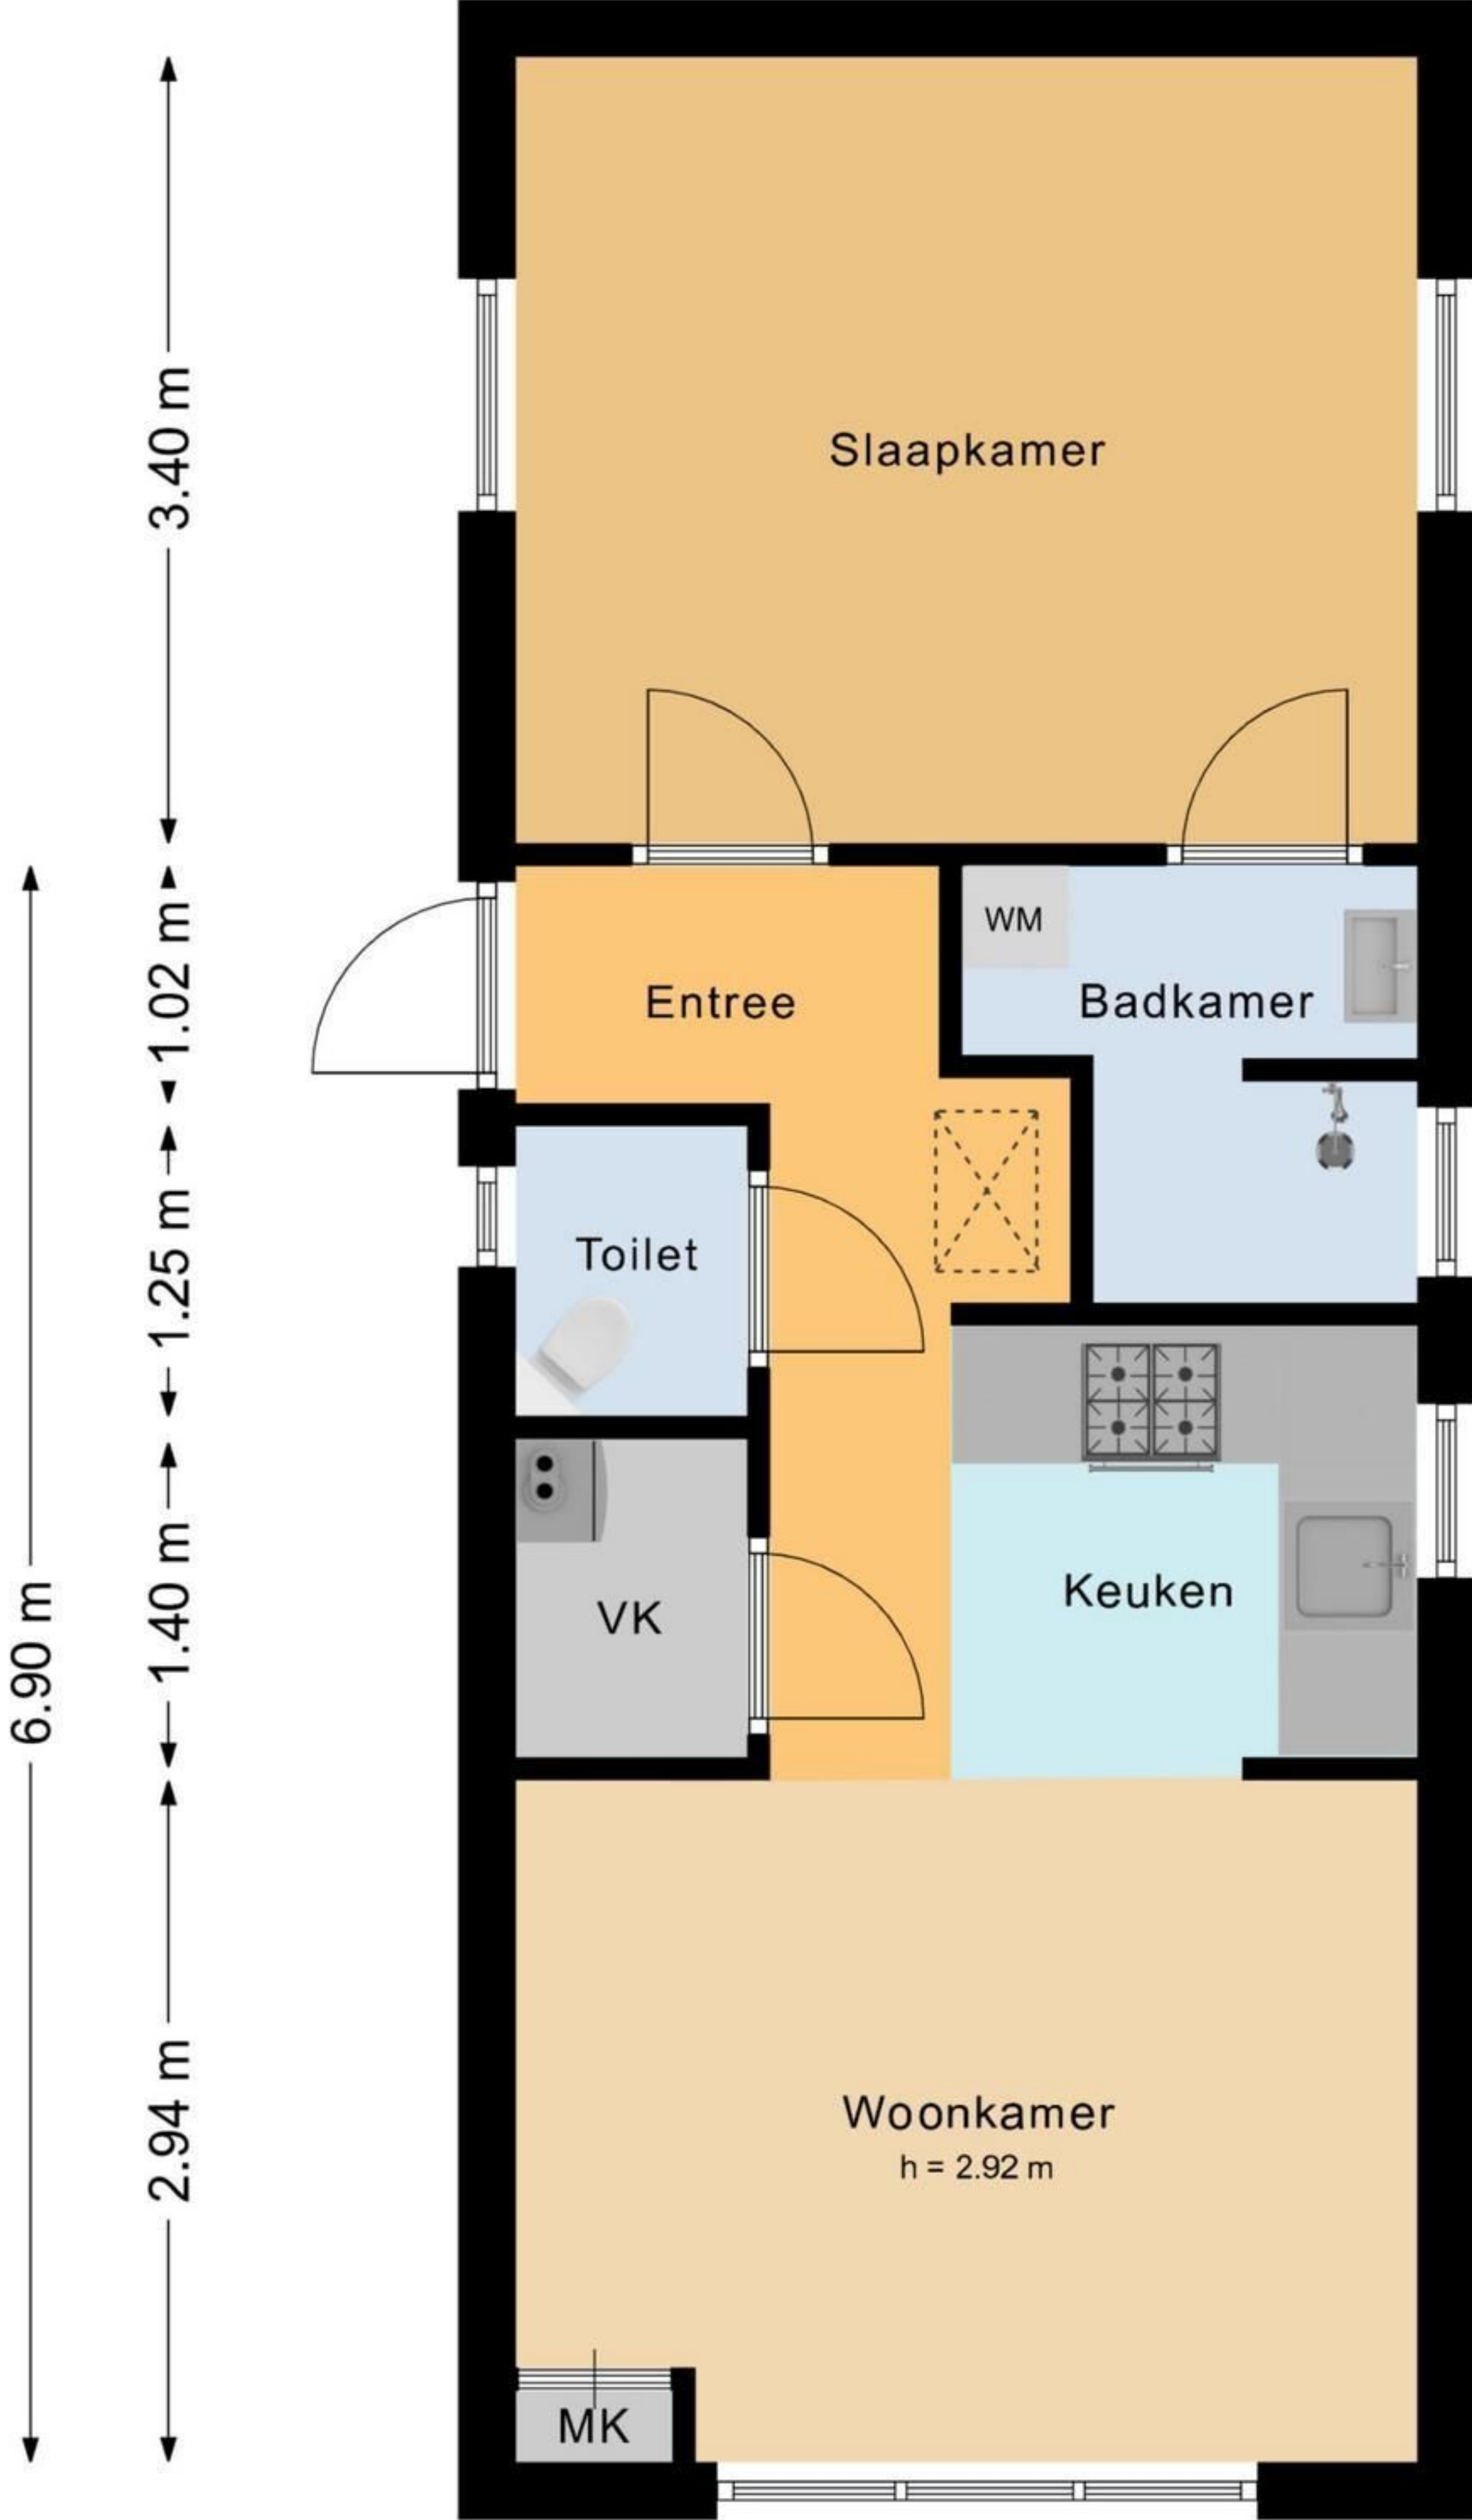 3.40 m
Slaapkamer
1.02 m
WM
Entree
Badkamer
1.25 m
Toilet
6.90 m
1.40 m
VK
Keuken
2.94 m
Woonkamer
h = 2.92 m
MK